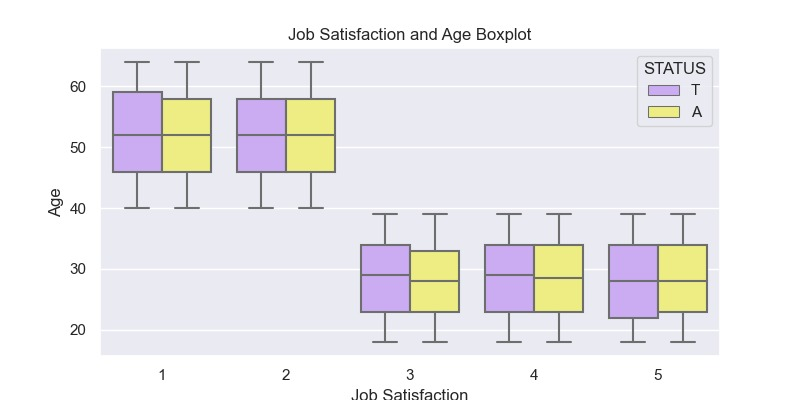 Job Satisfaction and Age Boxplot
STATUS
T
A
Age
60
50
40
30
20
1 2 3 4 5
Job Satisfaction